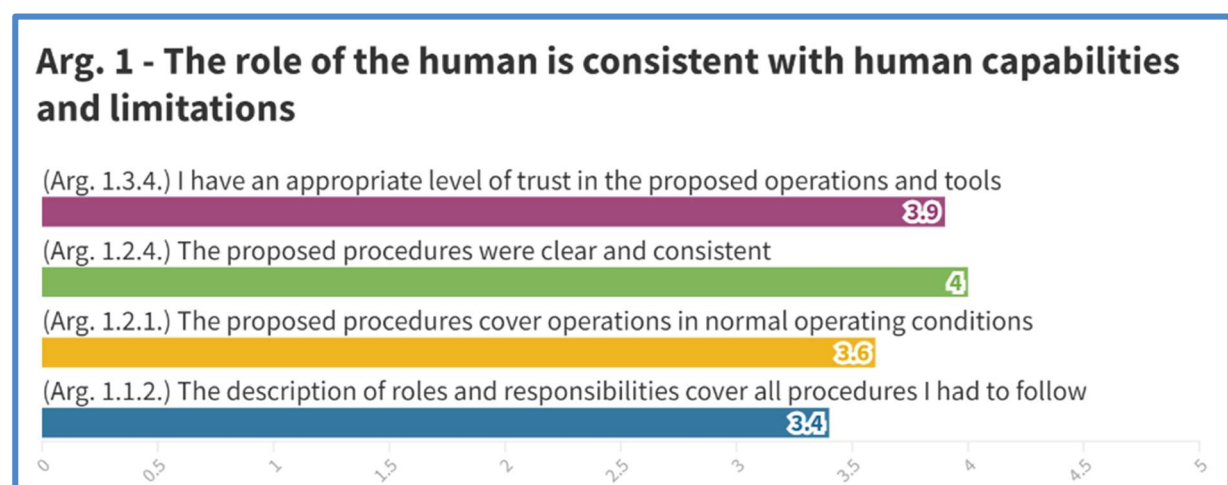 Arg. 1 - The role of the human is consistent with human capabilities
and limitations
(Arg. 1.3.4.) I have an appropriate level of trust in the proposed operations and tools
3.9
(Arg. 1.2.4.) The proposed procedures were clear and consistent
4
(Arg. 1.2.1.) The proposed procedures cover operations in normal operating conditions
3.6
(Arg. 1.1.2.) The description of roles and responsibilities cover all procedures I had to follow
3.4
0 0.5 1 1.5 2 2.5 3 3.5 4 4.5 5